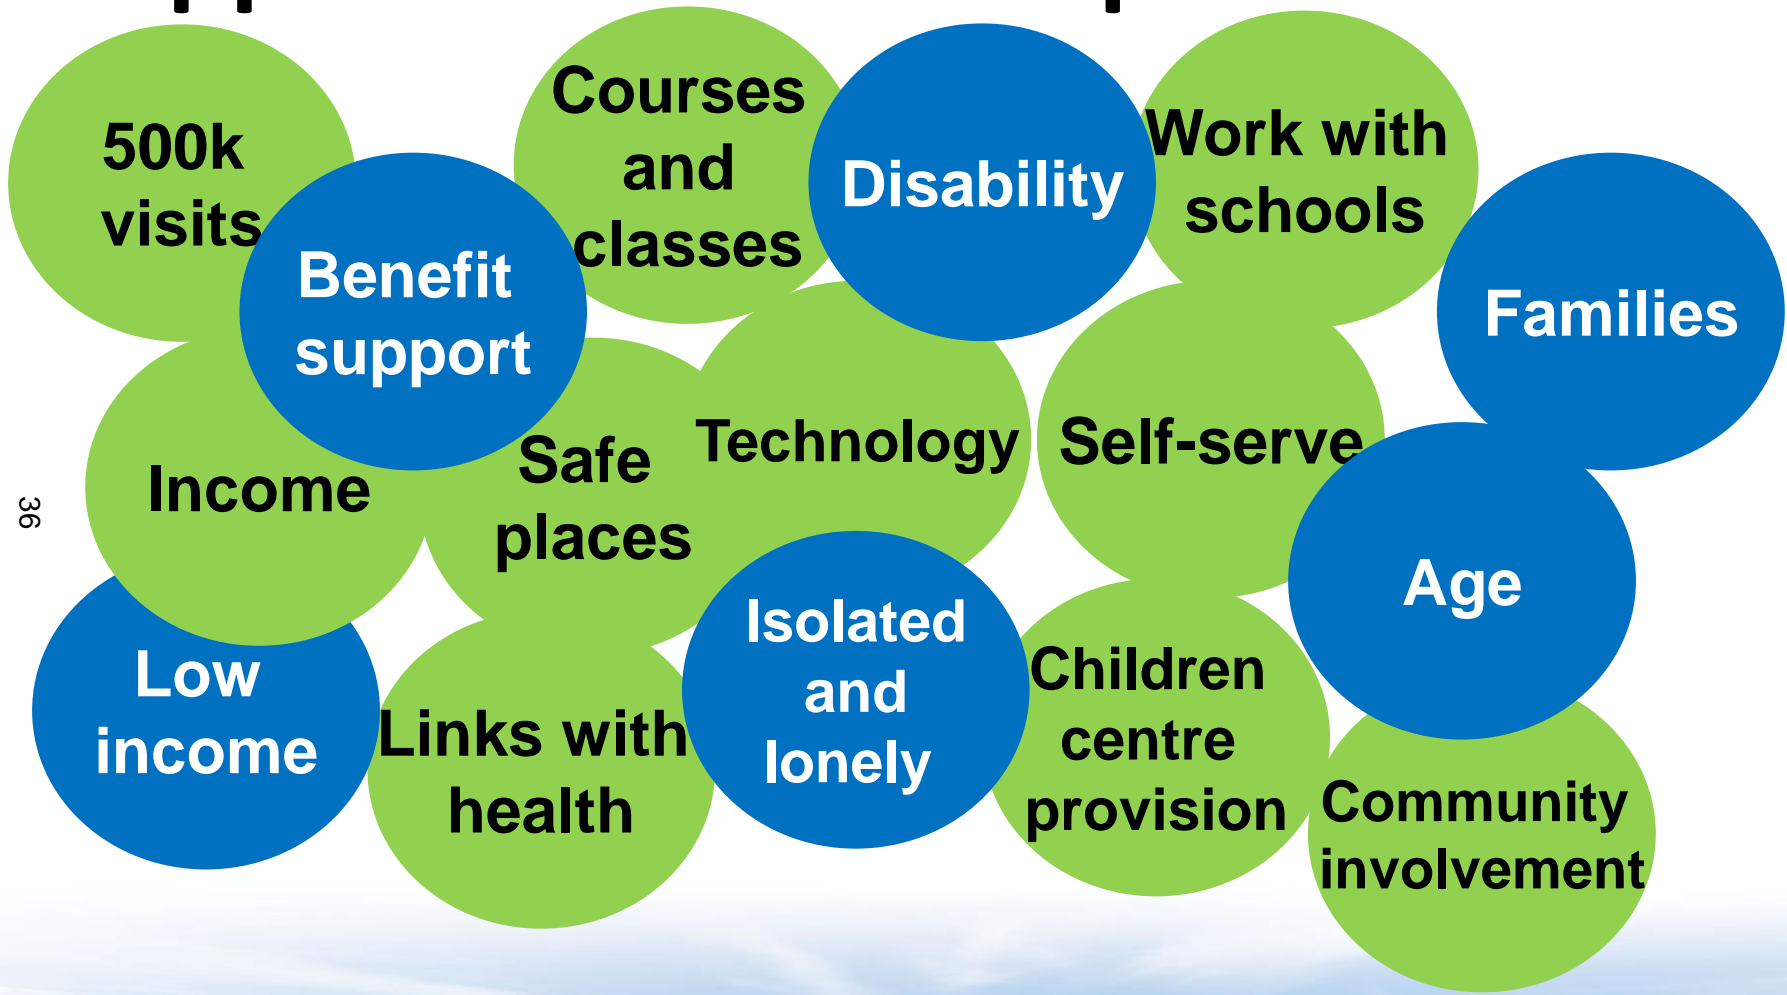 500k
visits
Benefit
support
Courses
and
classes
Disability
Work with
schools
Families
Income
Safe
places
Technology
Self-serve
Age
Low
income
Links with
health
Isolated
and
lonely
Children
centre
provision
Community
involvement
36